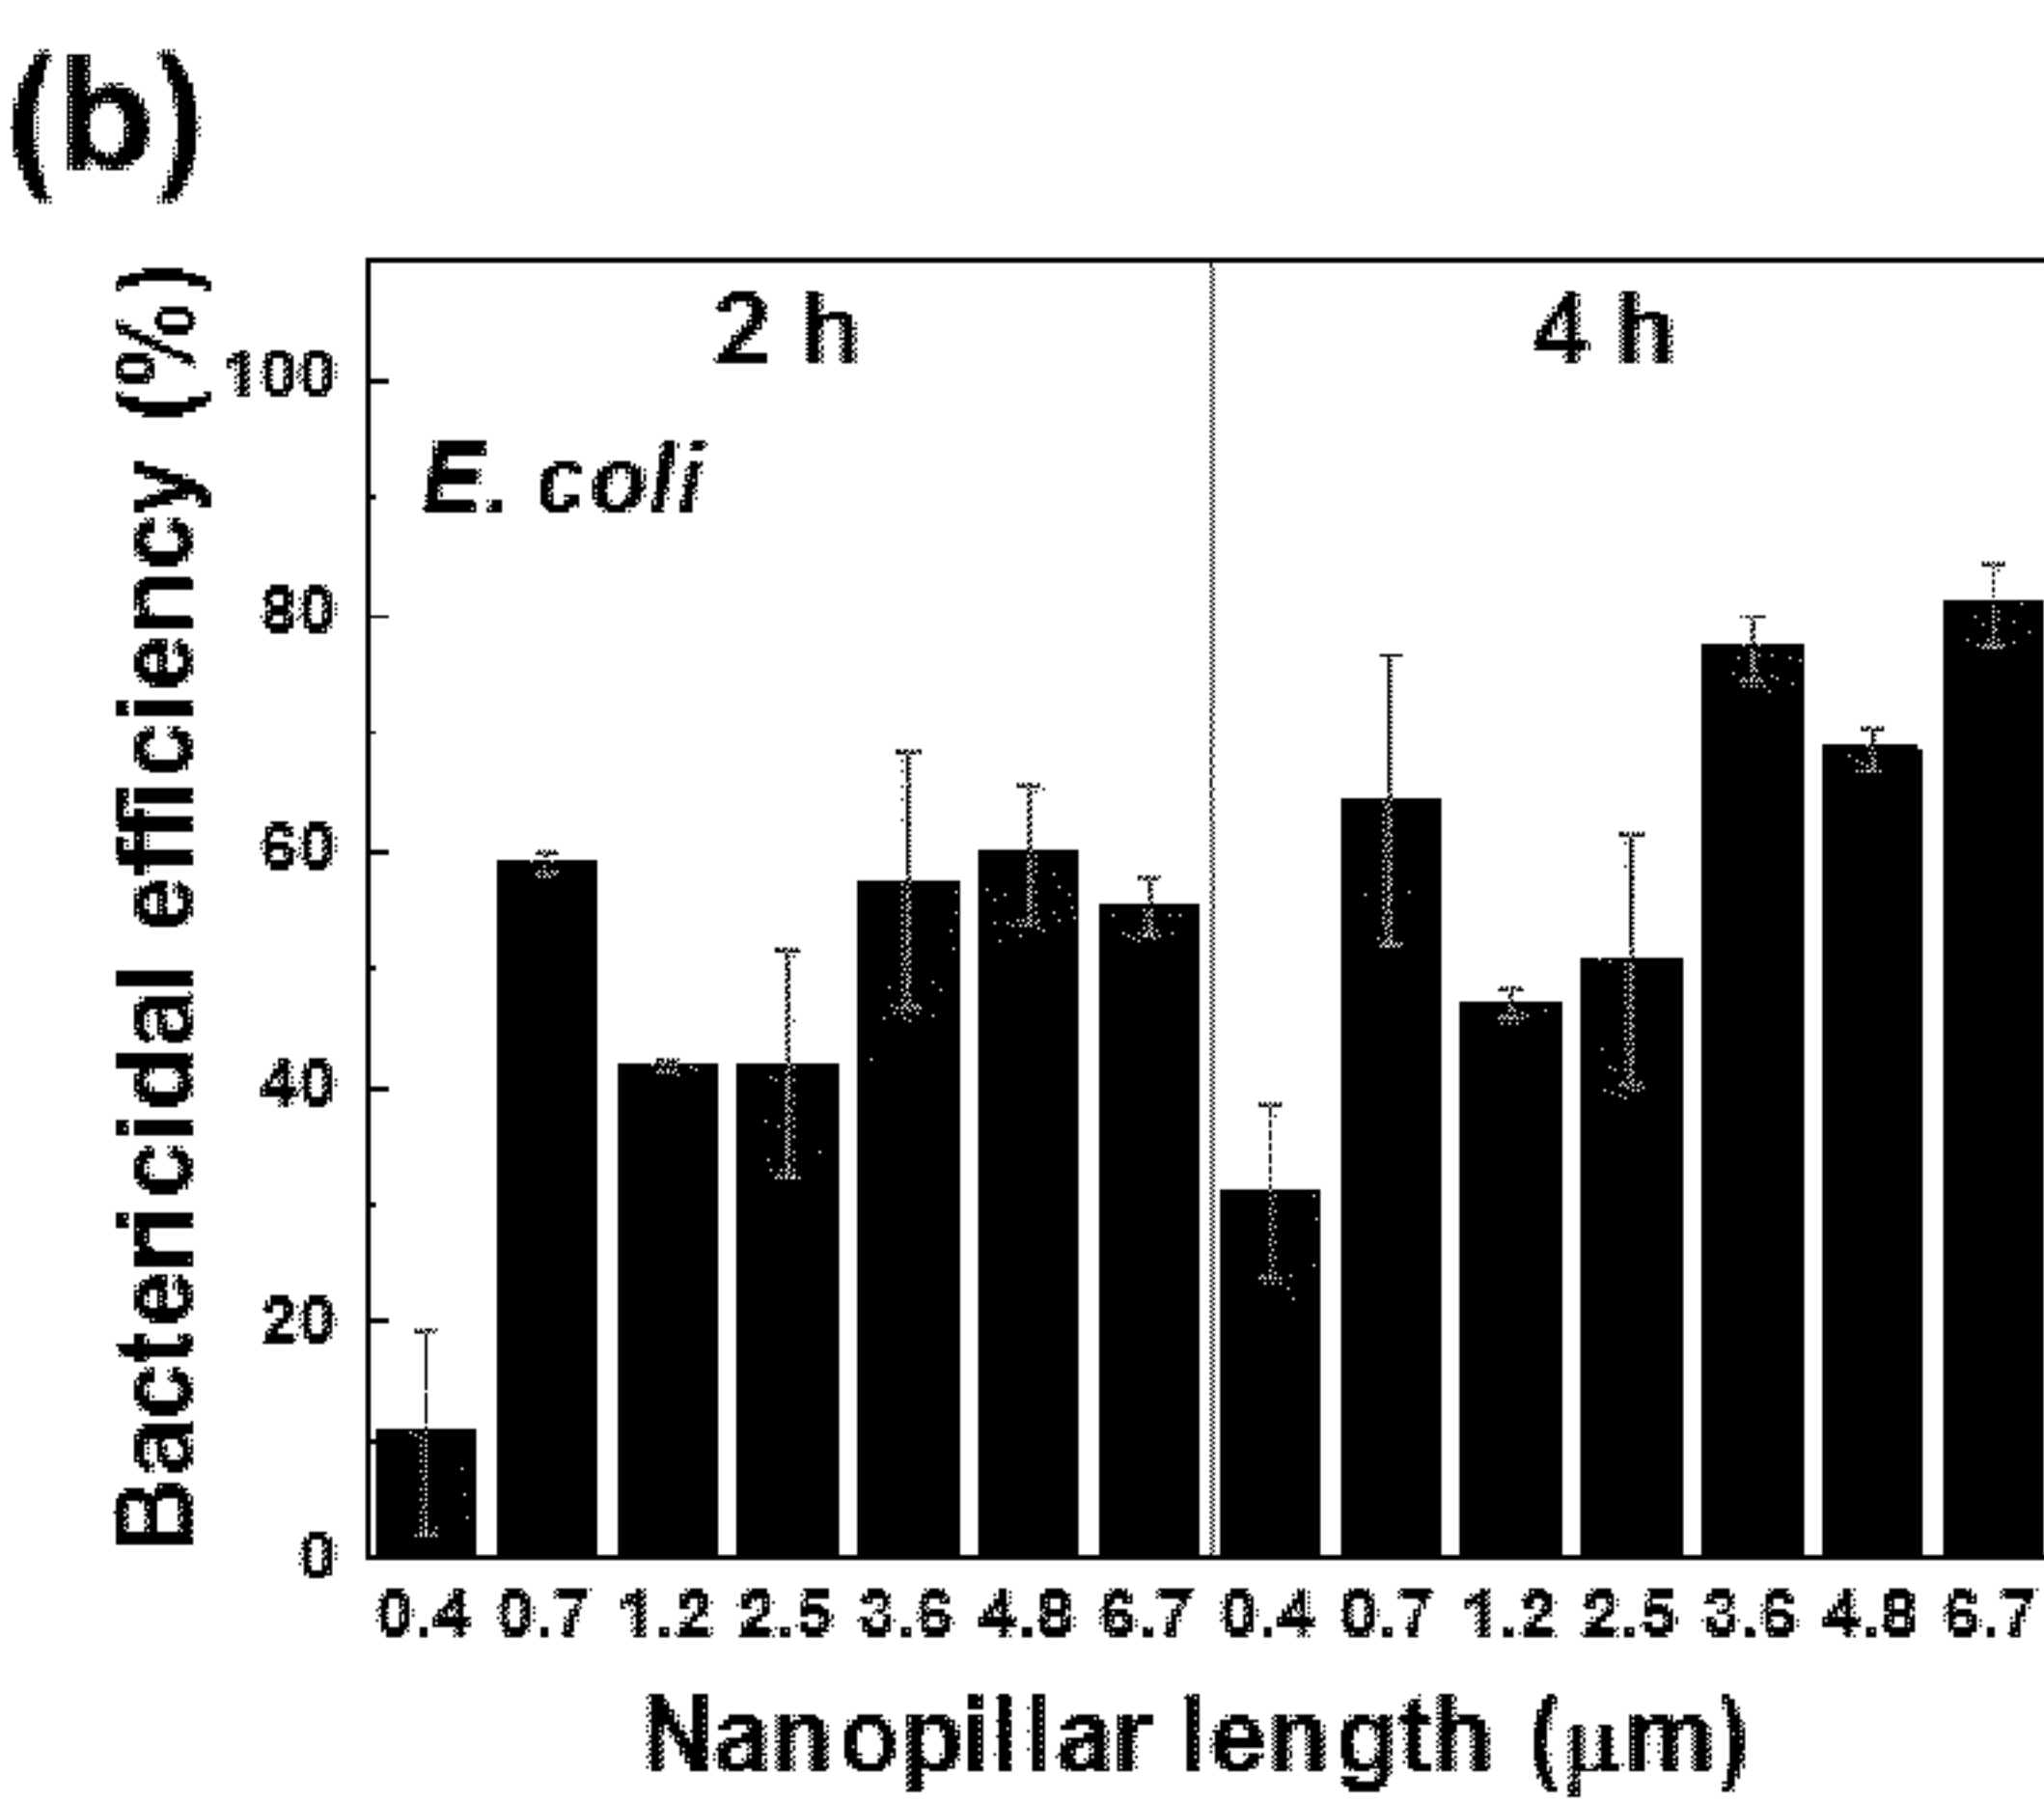 (b)
2 h 4 h
E. coli
Bactericidal efficiency (%)
100
80
60
40
20
0
0.4 0.7 1.2 2.5 3.6 4.8 6.7 0.4 0.7 1.2 2.5 3.6 4.8 6.7
Nanopillar length (μm)